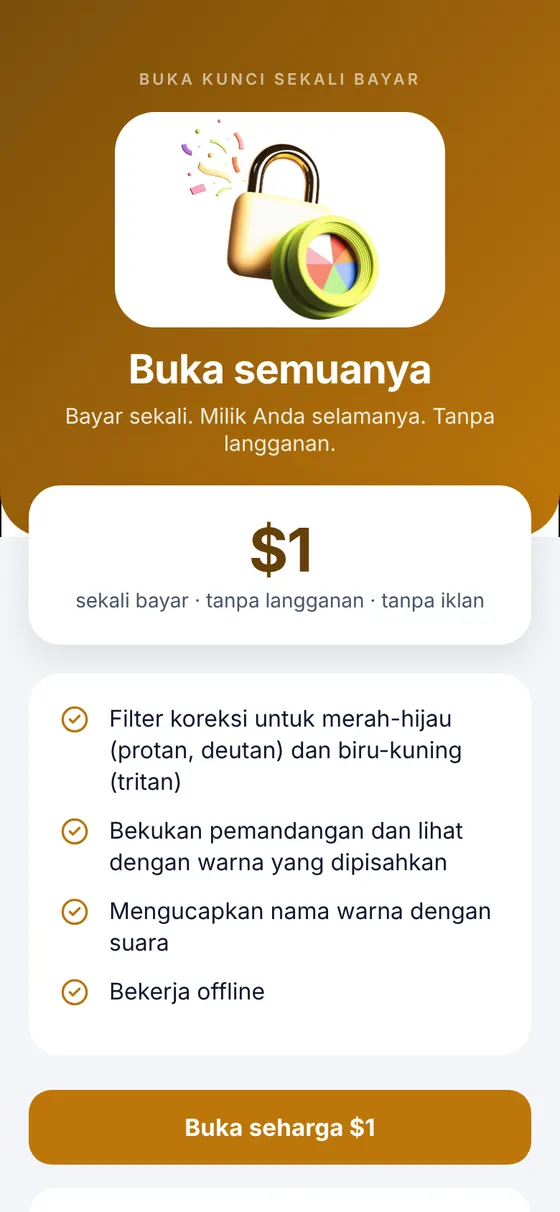 BUKA KUNCI SEKALI BAYAR
Buka semuanya
Bayar sekali. Milik Anda selamanya. Tanpa
langganan.
$1
sekali bayar · tanpa langganan · tanpa iklan
Filter koreksi untuk merah-hijau
(protan, deutan) dan biru-kuning
(tritan)
Bekukan pemandangan dan lihat
dengan warna yang dipisahkan
Mengucapkan nama warna dengan
suara
Bekerja offline
Buka seharga $1